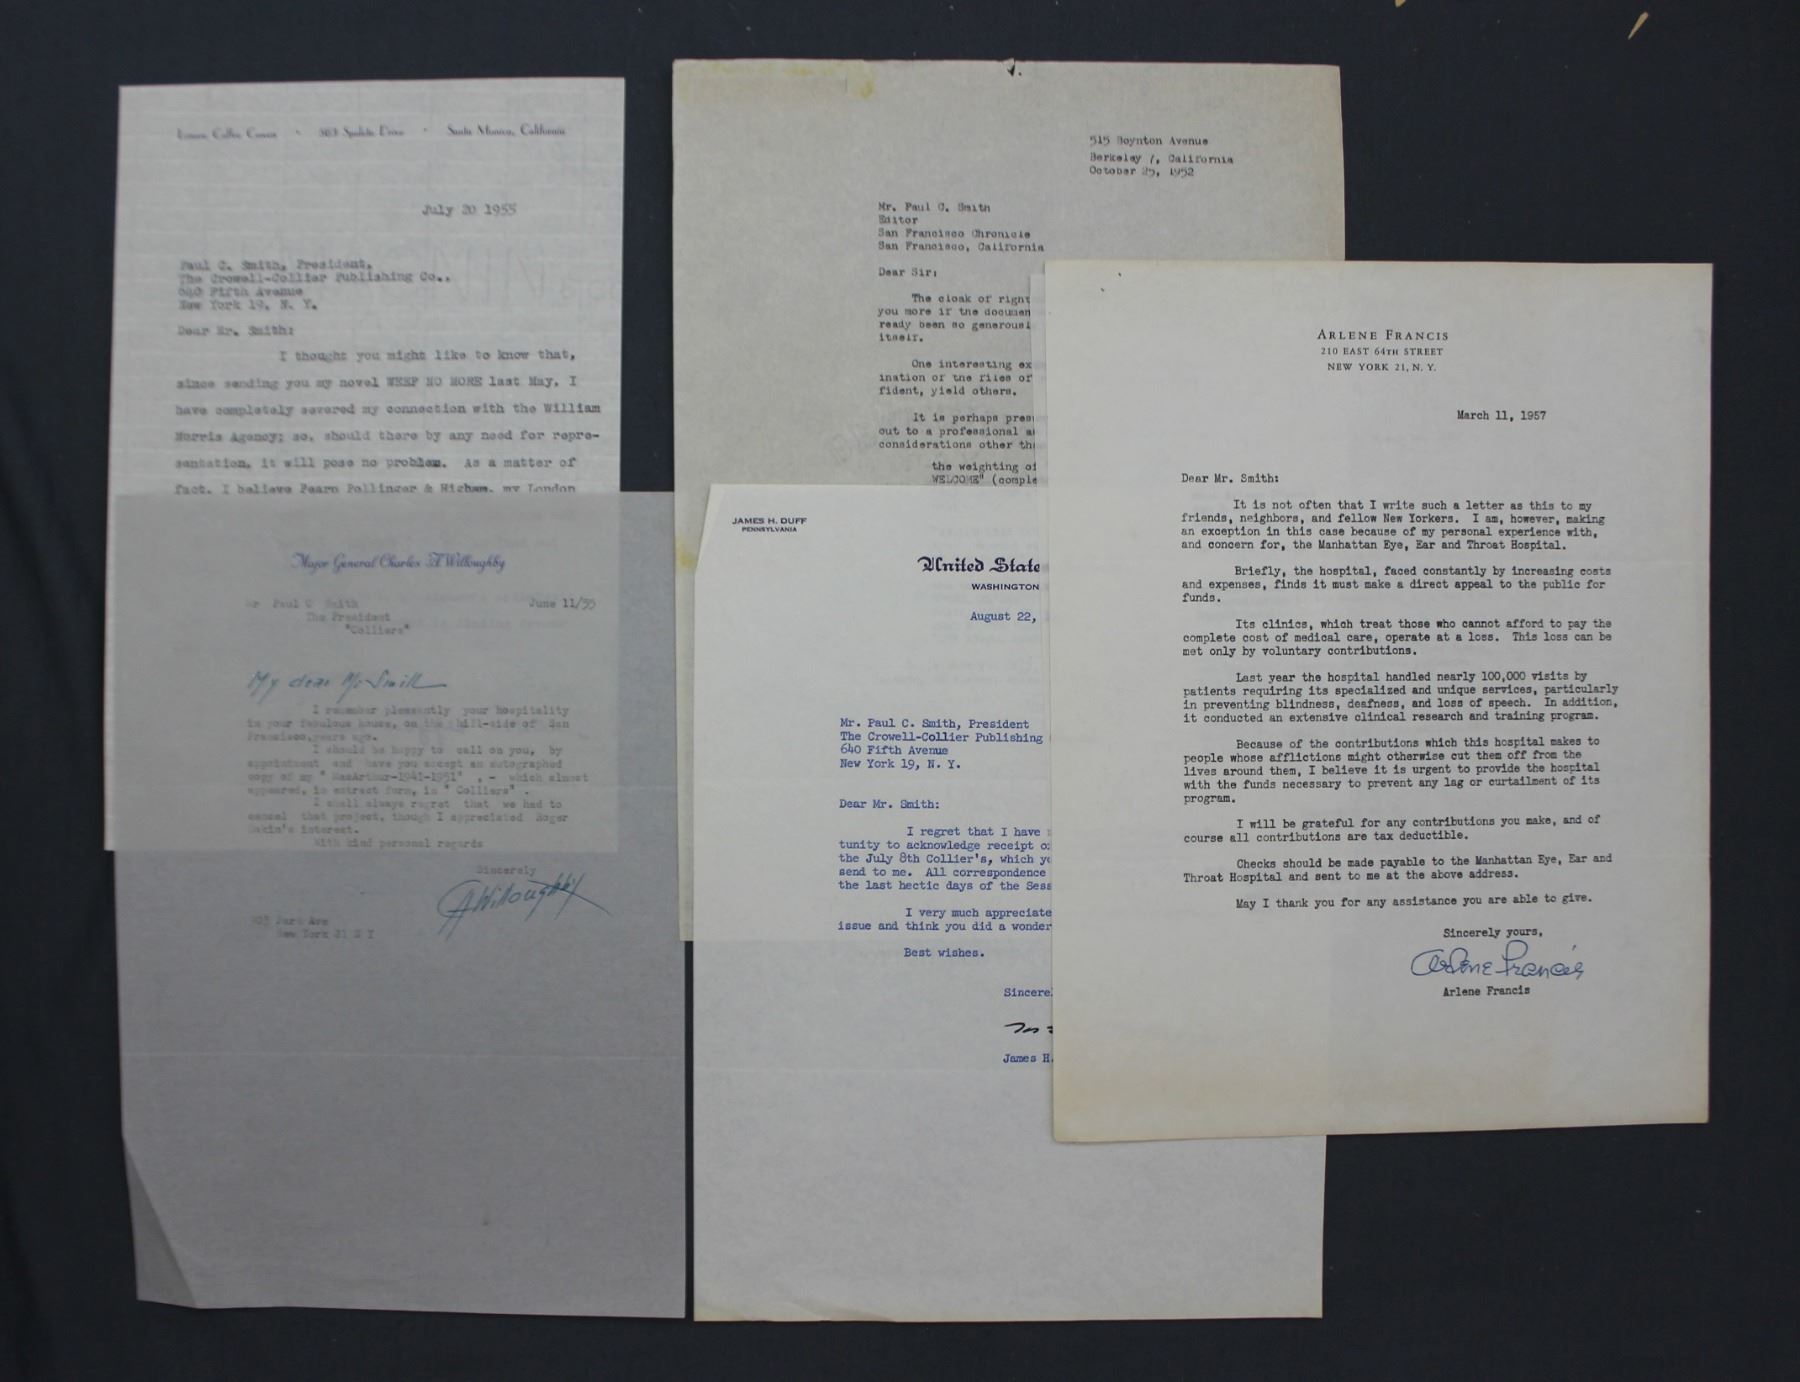 Lenore Coffee Cowen • 503 Spoleto Drive • Santa Monica, California
July 20 1955
Paul C. Smith, President,
The Crowell-Collier Publishing Co.,
640 Fifth Avenue
New York 19, N. Y.
Dear Mr. Smith:
I thought you might like to know that,
since sending you my novel WEEP NO MORE last May, I
have completely severed my connection with the William
Morris Agency; so, should there by any need for repre-
sentation, it will pose no problem. As a matter of
fact, I believe Pearn Pollinger & Higham, my London
Major General Charles A Willoughby
Mr Paul C Smith June 11/55
The President
"Colliers"
My dear Mr Smith
I remember pleasently your hospitality
in your fabulous house, on the hill-side of San
Francisco, years ago.
I should be happy to call on you, by
appointment and have you accept an autographed
copy of my " MacArthur-1941-1951" , - which almost
appeared, in extract form, in " Colliers" .
I shall always regret that we had to
cancel that project, though I appreciated Roger
Dakin's interest.
With kind personal regards
Sincerely
CAWilloughby
Park Ave
New York 21 N Y
515 Boynton Avenue
Berkeley 7, California
October 25, 1952
Mr. Paul C. Smith
Editor
San Francisco Chronicle
San Francisco, California
Dear Sir:
The cloak of right
you more if the documen
ready been so generousl
itself.
One interesting ex
ination of the files of
fident, yield others.
It is perhaps pres
out to a professional
considerations other th
the weighting of
WELCOME" (comple
JAMES H. DUFF
PENNSYLVANIA
United State
WASHINGTON
August 22,
Mr. Paul C. Smith, President
The Crowell-Collier Publishing
640 Fifth Avenue
New York 19, N. Y.
Dear Mr. Smith:
I regret that I have
tunity to acknowledge receipt o
the July 8th Collier's, which yo
send to me. All correspondence
the last hectic days of the Sess
I very much appreciate
issue and think you did a wonder
Best wishes.
Sincerel
James H.
ARLENE FRANCIS
210 EAST 64TH STREET
NEW YORK 21, N. Y.
March 11, 1957
Dear Mr. Smith:
It is not often that I write such a letter as this to my
friends, neighbors, and fellow New Yorkers. I am, however, making
an exception in this case because of my personal experience with,
and concern for, the Manhattan Eye, Ear and Throat Hospital.
Briefly, the hospital, faced constantly by increasing costs
and expenses, finds it must make a direct appeal to the public for
funds.
Its clinics, which treat those who cannot afford to pay the
complete cost of medical care, operate at a loss. This loss can be
met only by voluntary contributions.
Last year the hospital handled nearly 100,000 visits by
patients requiring its specialized and unique services, particularly
in preventing blindness, deafness, and loss of speech. In addition,
it conducted an extensive clinical research and training program.
Because of the contributions which this hospital makes to
people whose afflictions might otherwise cut them off from the
lives around them, I believe it is urgent to provide the hospital
with the funds necessary to prevent any lag or curtailment of its
program.
I will be grateful for any contributions you make, and of
course all contributions are tax deductible.
Checks should be made payable to the Manhattan Eye, Ear and
Throat Hospital and sent to me at the above address.
May I thank you for any assistance you are able to give.
Sincerely yours,
Arlene Francis
Arlene Francis